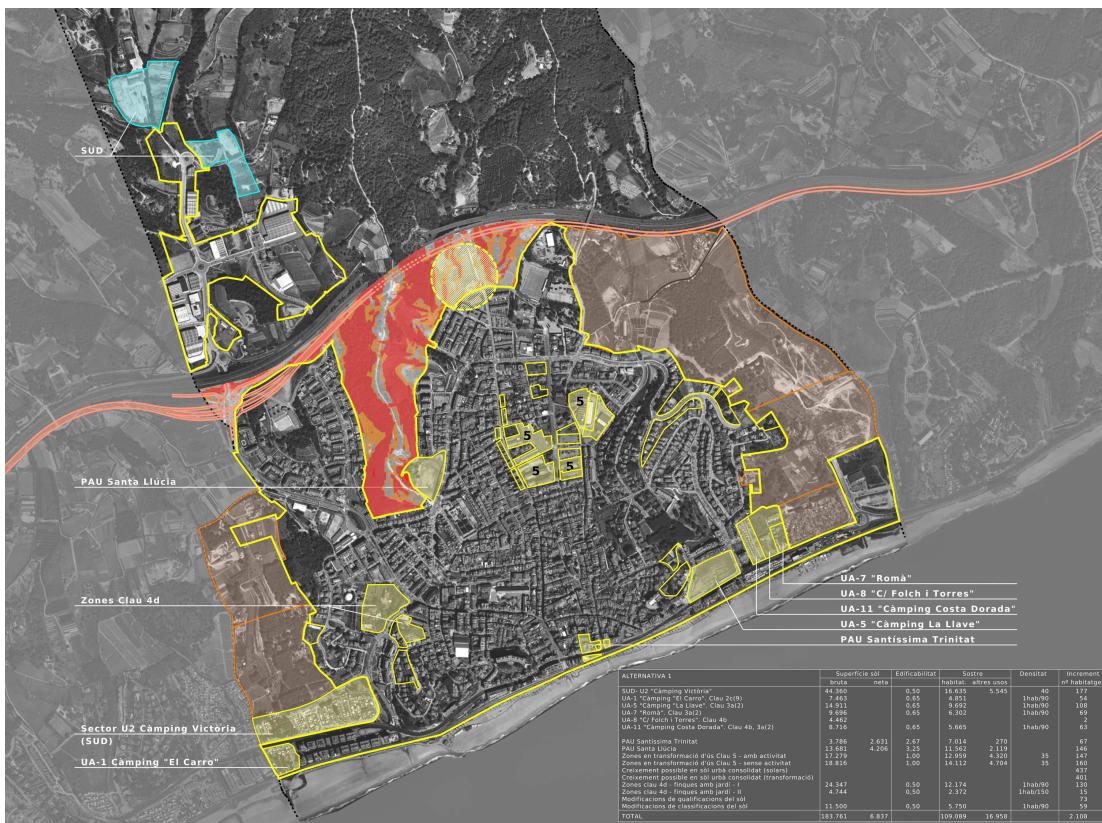 SUD
PAU Santa Llúcia
Zones Clau 4d
Sector U2 Càmping Victòria
(SUD)
UA-1 Càmping "El Carro"
5
5
5
5
UA-7 "Romà"
UA-8 "C/ Folch i Torres"
UA-11 "Càmping Costa Dorada"
UA-5 "Càmping La Llave"
PAU Santíssima Trinitat
ALTERNATIVA 1 Superfície sòl Edificabilitat Sostre Densitat Increment
bruta neta habitat. altres usos nº habitatge
SUD- U2 "Càmping Victòria" 44.360 0,50 16.635 5.545 40 177
UA-1 "Càmping "El Carro". Clau 2c(9) 7.463 0,65 4.851 1hab/90 54
UA-5 "Càmping "La Llave". Clau 3a(2) 14.911 0,65 9.692 1hab/90 108
UA-7 "Romà". Clau 3a(2) 9.696 0,65 6.302 1hab/90 69
UA-8 "C/ Folch i Torres". Clau 4b 4.462 2
UA-11 "Càmping Costa Dorada". Clau 4b, 3a(2) 8.716 0,65 5.665 1hab/90 63
PAU Santíssima Trinitat 3.786 2.631 2,67 7.014 270 67
PAU Santa Llúcia 13.681 4.206 3,25 11.562 2.119 146
Zones en transformació d'ús Clau 5 - amb activitat 17.279 1,00 12.959 4.320 35 147
Zones en transformació d'ús Clau 5 - sense activitat 18.816 1,00 14.112 4.704 35 160
Creixement possible en sòl urbà consolidat (solars) 437
Creixement possible en sòl urbà consolidat (transformació) 401
Zones clau 4d - finques amb jardí - I 24.347 0,50 12.174 1hab/90 130
Zones clau 4d - finques amb jardí - II 4.744 0,50 2.372 1hab/150 15
Modificacions de qualificacions del sòl 73
Modificacions de classificacions del sòl 11.500 0,50 5.750 1hab/90 59
TOTAL 183.761 6.837 109.089 16.958 2.108